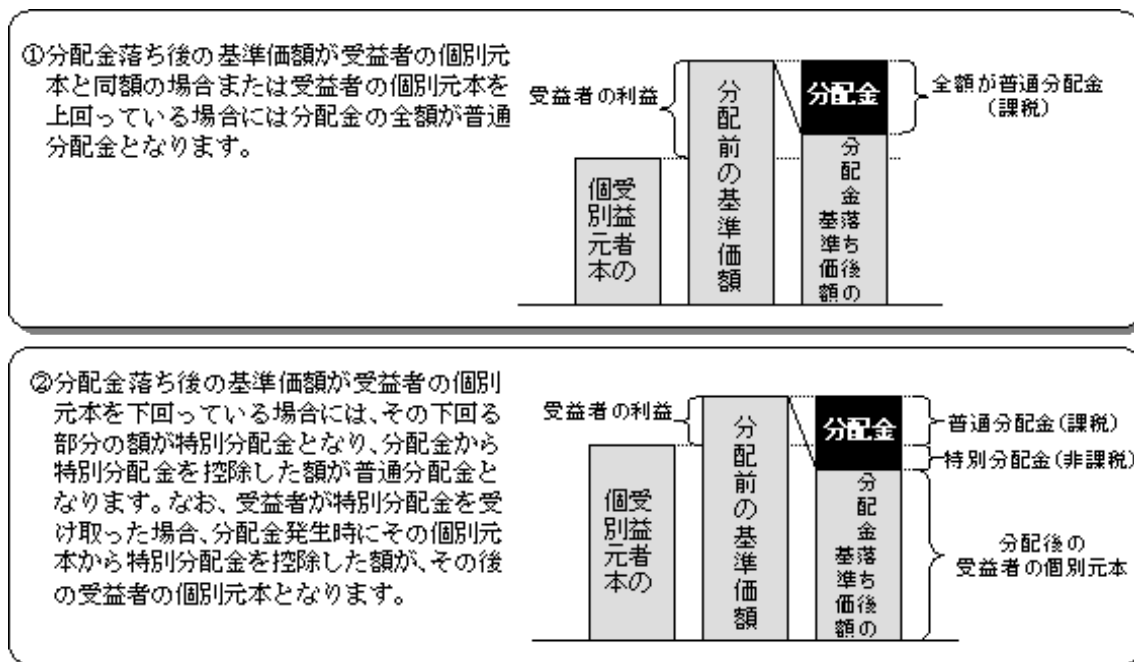 ①分配金落ち後の基準価額が受益者の個別元
本と同額の場合または受益者の個別元本を
上回っている場合には分配金の全額が普通
分配金となります。
受益者の利益
受益者の
個別元本
分配前の基準価額
分配金
分配金落ち後の
基準価額
全額が普通分配金
(課税)
②分配金落ち後の基準価額が受益者の個別
元本を下回っている場合には、その下回る
部分の額が特別分配金となり、分配金から
特別分配金を控除した額が普通分配金と
なります。なお、受益者が特別分配金を受
け取った場合、分配金発生時にその個別元
本から特別分配金を控除した額が、その後
の受益者の個別元本となります。
受益者の利益
受益者の
個別元本
分配前の基準価額
分配金
分配金落ち後の
基準価額
普通分配金(課税)
特別分配金(非課税)
分配後の
受益者の個別元本